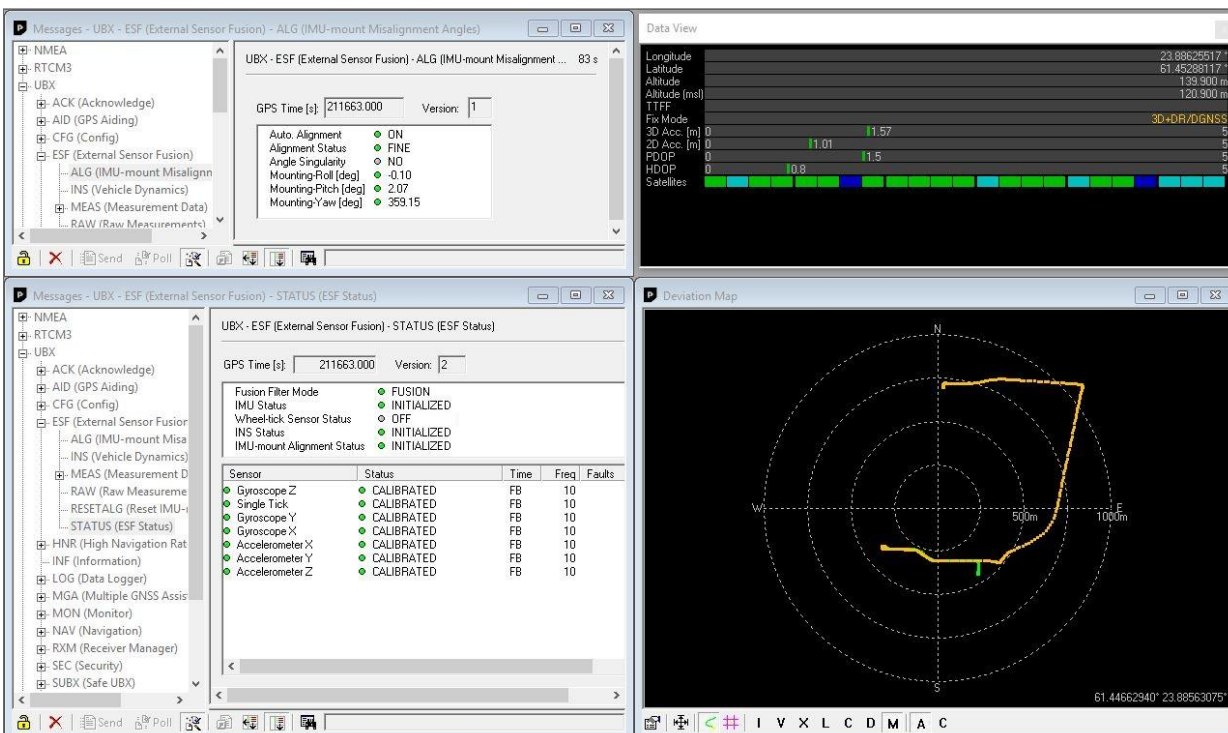 Messages - UBX - ESF (External Sensor Fusion) - ALG (IMU-mount Misalignment Angles)
NMEA
RTCM3
UBX
ACK (Acknowledge)
AID (GPS Aiding)
CFG (Config)
ESF (External Sensor Fusion)
ALG (IMU-mount Misalignn
INS (Vehicle Dynamics)
MEAS (Measurement Data)
RAW (Raw Measurements)
UBX - ESF (External Sensor Fusion) - ALG (IMU-mount Misalignment ... 83 s
GPS Time [s]: 211663.000 Version: 1
Auto. Alignment ON
Alignment Status FINE
Angle Singularity NO
Mounting-Roll [deg] -0.10
Mounting-Pitch [deg] 2.07
Mounting-Yaw [deg] 359.15
Send Poll
Data View
Longitude 23.88625517 °
Latitude 61.45288117 °
Altitude 139.900 m
Altitude (msl) 120.900 m
TTFF
Fix Mode 3D+DR/DGNSS
3D Acc. [m] 0 1.57 5
2D Acc. [m] 0 1.01 5
PDOP 0 1.5 5
HDOP 0 0.8 5
Satellites
Messages - UBX - ESF (External Sensor Fusion) - STATUS (ESF Status)
NMEA
RTCM3
UBX
ACK (Acknowledge)
AID (GPS Aiding)
CFG (Config)
ESF (External Sensor Fusion
ALG (IMU-mount Misa
INS (Vehicle Dynamics)
MEAS (Measurement D
RAW (Raw Measureme
RESETALG (Reset IMU-
STATUS (ESF Status)
HNR (High Navigation Rat
INF (Information)
LOG (Data Logger)
MGA (Multiple GNSS Assis
MON (Monitor)
NAV (Navigation)
RXM (Receiver Manager)
SEC (Security)
SUBX (Safe UBX)
UBX - ESF (External Sensor Fusion) - STATUS (ESF Status)
GPS Time [s]: 211663.000 Version: 2
Fusion Filter Mode FUSION
IMU Status INITIALIZED
Wheel-tick Sensor Status OFF
INS Status INITIALIZED
IMU-mount Alignment Status INITIALIZED
Sensor Status Time Freq Faults
Gyroscope Z CALIBRATED FB 10
Single Tick CALIBRATED FB 10
Gyroscope Y CALIBRATED FB 10
Gyroscope X CALIBRATED FB 10
Accelerometer X CALIBRATED FB 10
Accelerometer Y CALIBRATED FB 10
Accelerometer Z CALIBRATED FB 10
Send Poll
Deviation Map
N
W
E
500m
1000m
S
61.44662940° 23.88563075°
I V X L C D M A C